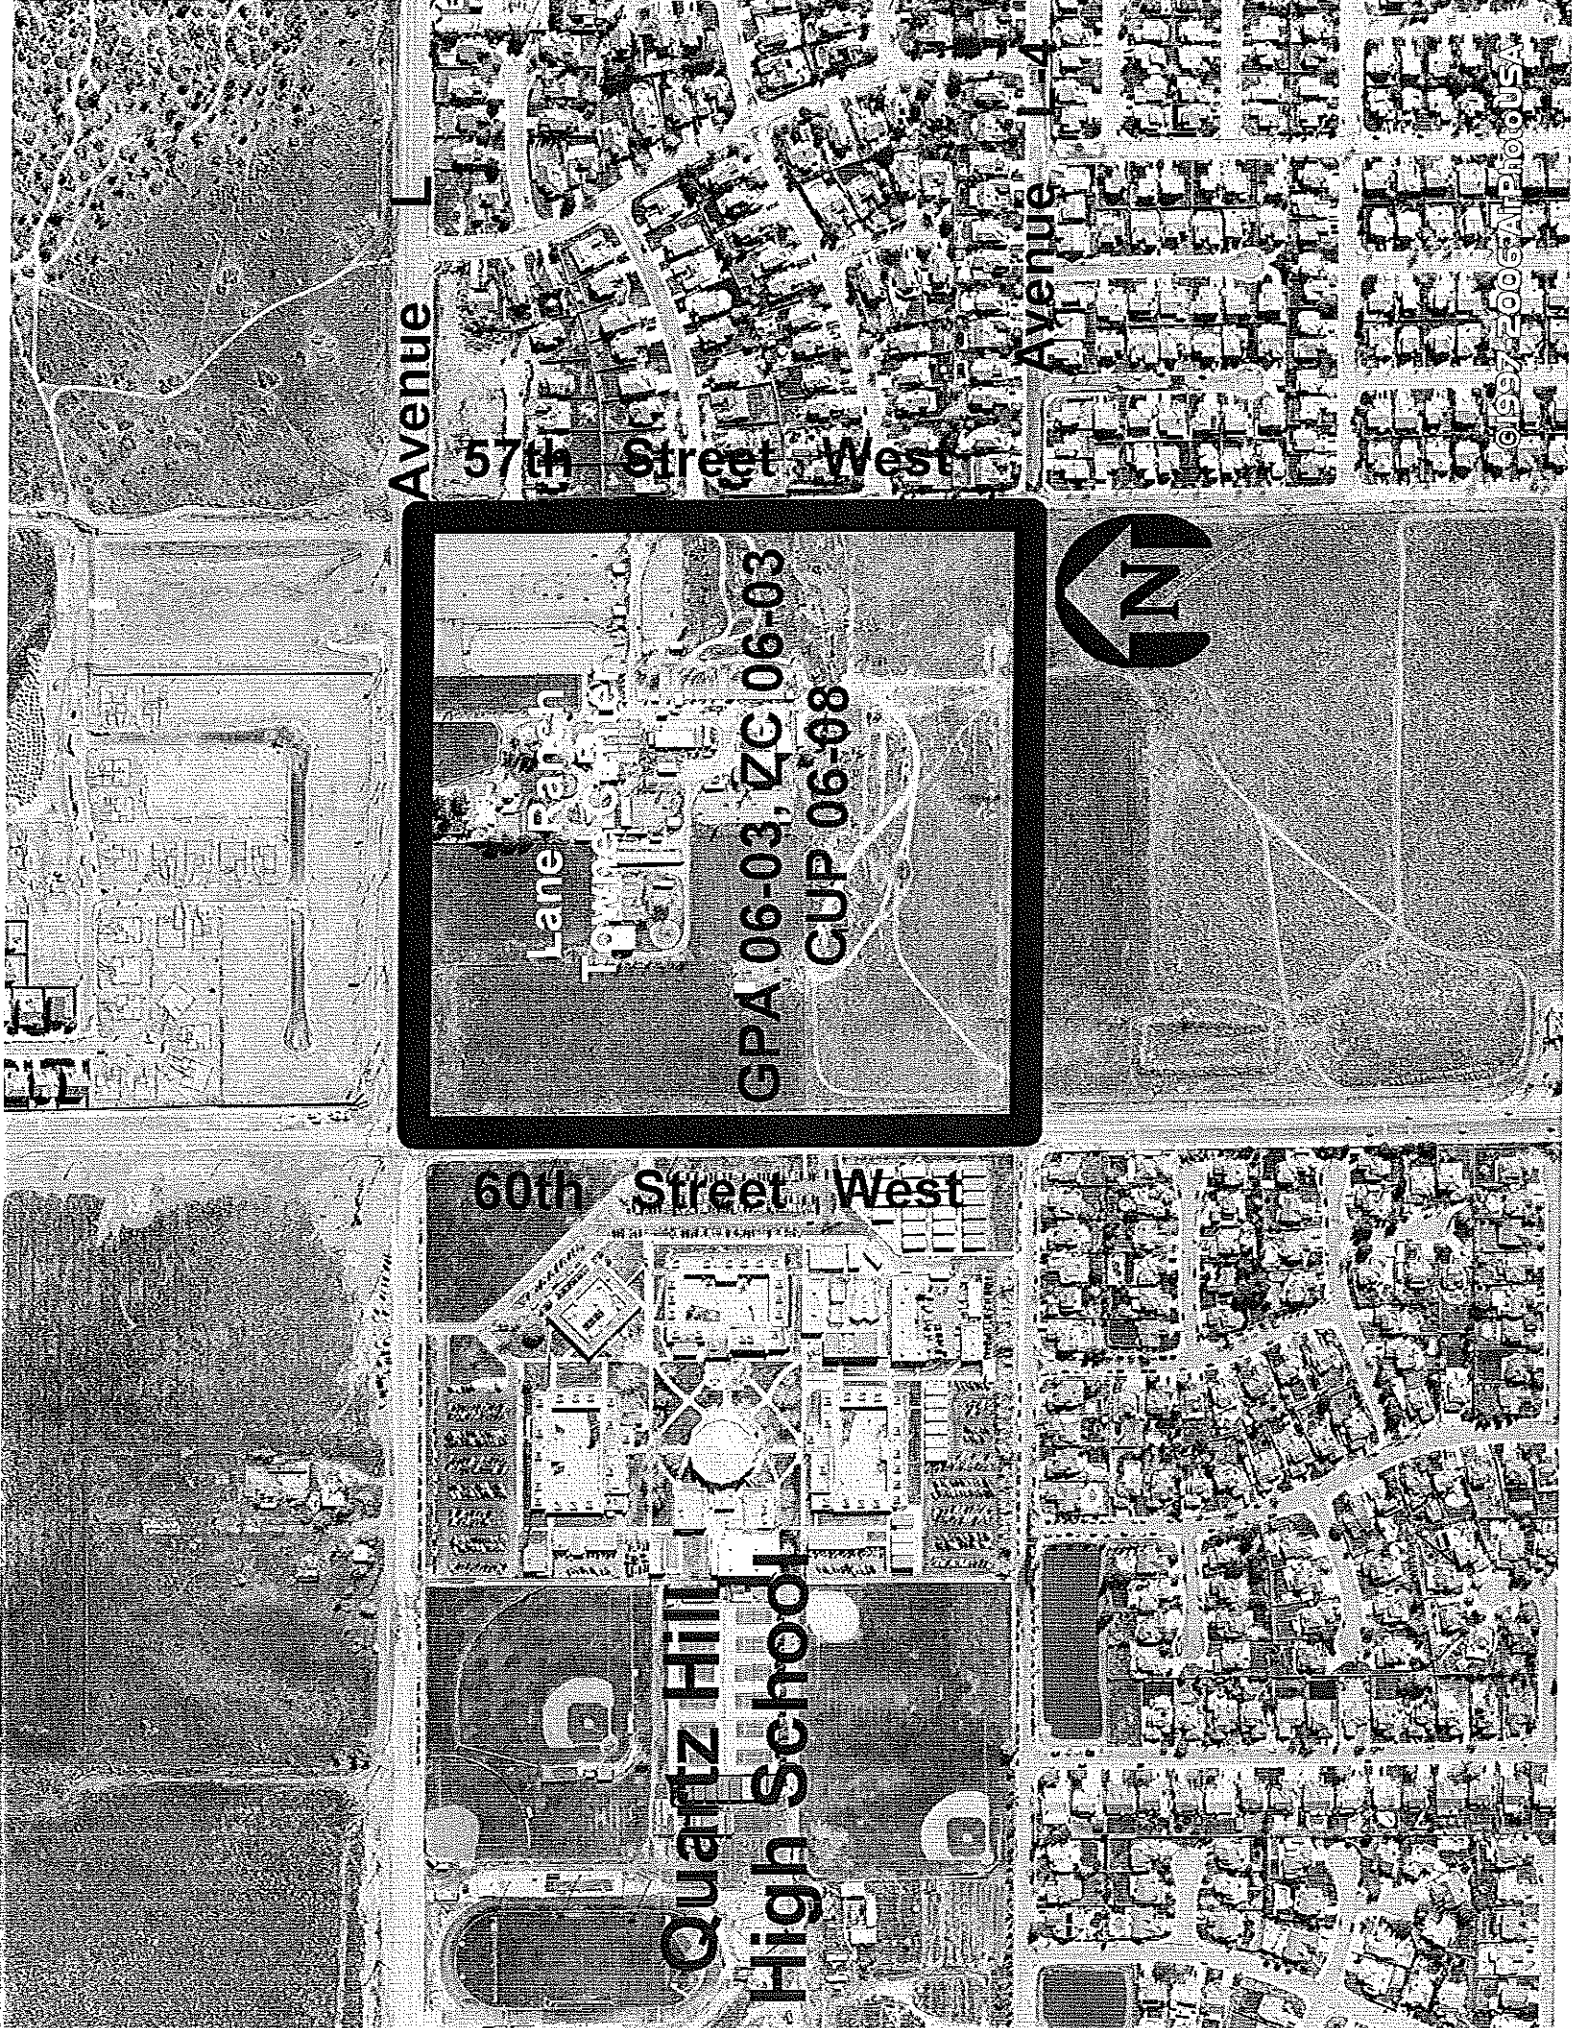 Avenue L
Avenue L-4
57th Street West
60th Street West
Lane Ranch
Towne Center
GPA 06-03, ZC 06-03
CUP 06-08
N
Quartz Hill
High School
© 1997-2006 AirPhotoUSA